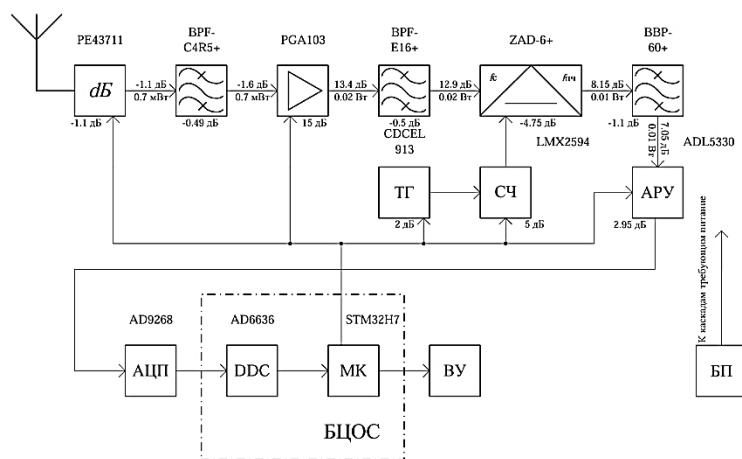 PE43711
BPF-
C4R5+
PGA103
BPF-
E16+
ZAD-6+
BBP-
60+
dБ
-1.1 дБ
0.7 мВт
-1.6 дБ
0.7 мВт
13.4 дБ
0.02 Вт
12.9 дБ
0.02 Вт
fс
fпч
8.15 дБ
0.01 Вт
-1.1 дБ
-0.49 дБ
15 дБ
-0.5 дБ
-4.75 дБ
-1.1 дБ
7.05 дБ
0.01 Вт
CDCEL
913
LMX2594
ADL5330
ТГ
СЧ
АРУ
2 дБ
5 дБ
2.95 дБ
К каскадам требующим питание
AD9268
AD6636
STM32H7
АЦП
DDC
МК
ВУ
БП
БЦОС